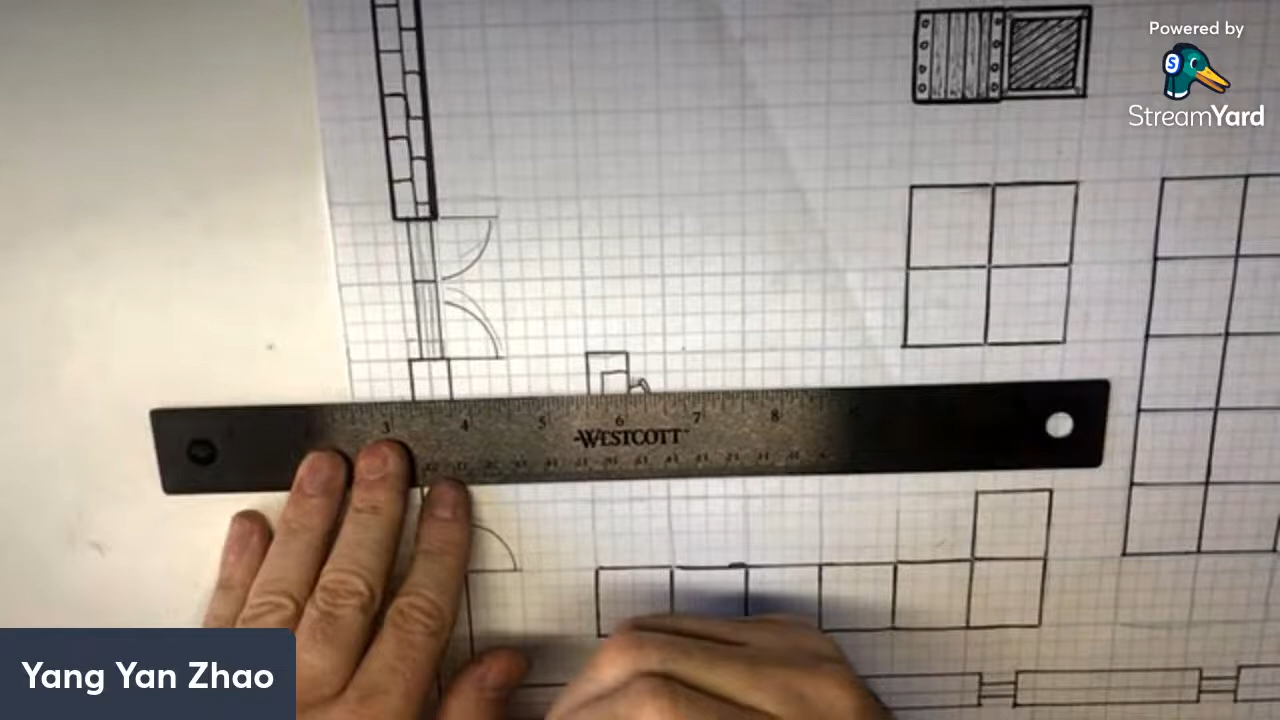 Powered by
S
StreamYard
3 4 5 6 7 8
WESTCOTT
Yang Yan Zhao